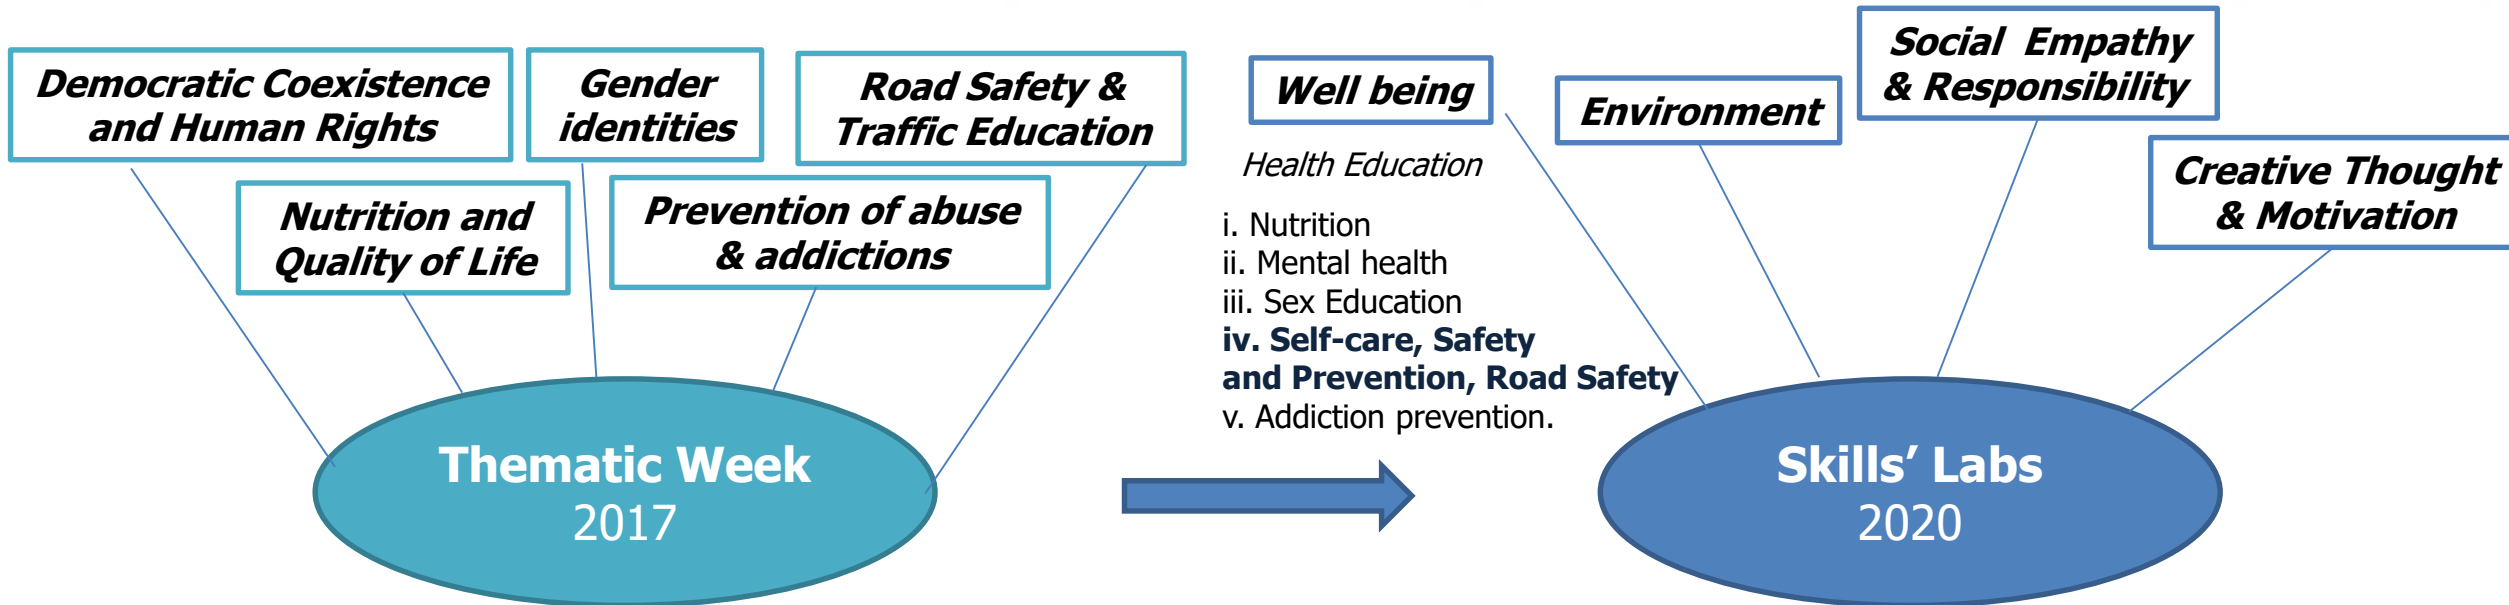 Democratic Coexistence
and Human Rights
Gender
identities
Road Safety &
Traffic Education
Nutrition and
Quality of Life
Prevention of abuse
& addictions
Thematic Week
2017
Well being
Health Education
i. Nutrition
ii. Mental health
iii. Sex Education
iv. Self-care, Safety
and Prevention, Road Safety
v. Addiction prevention.
Environment
Social Empathy
& Responsibility
Creative Thought
& Motivation
Skills’ Labs
2020